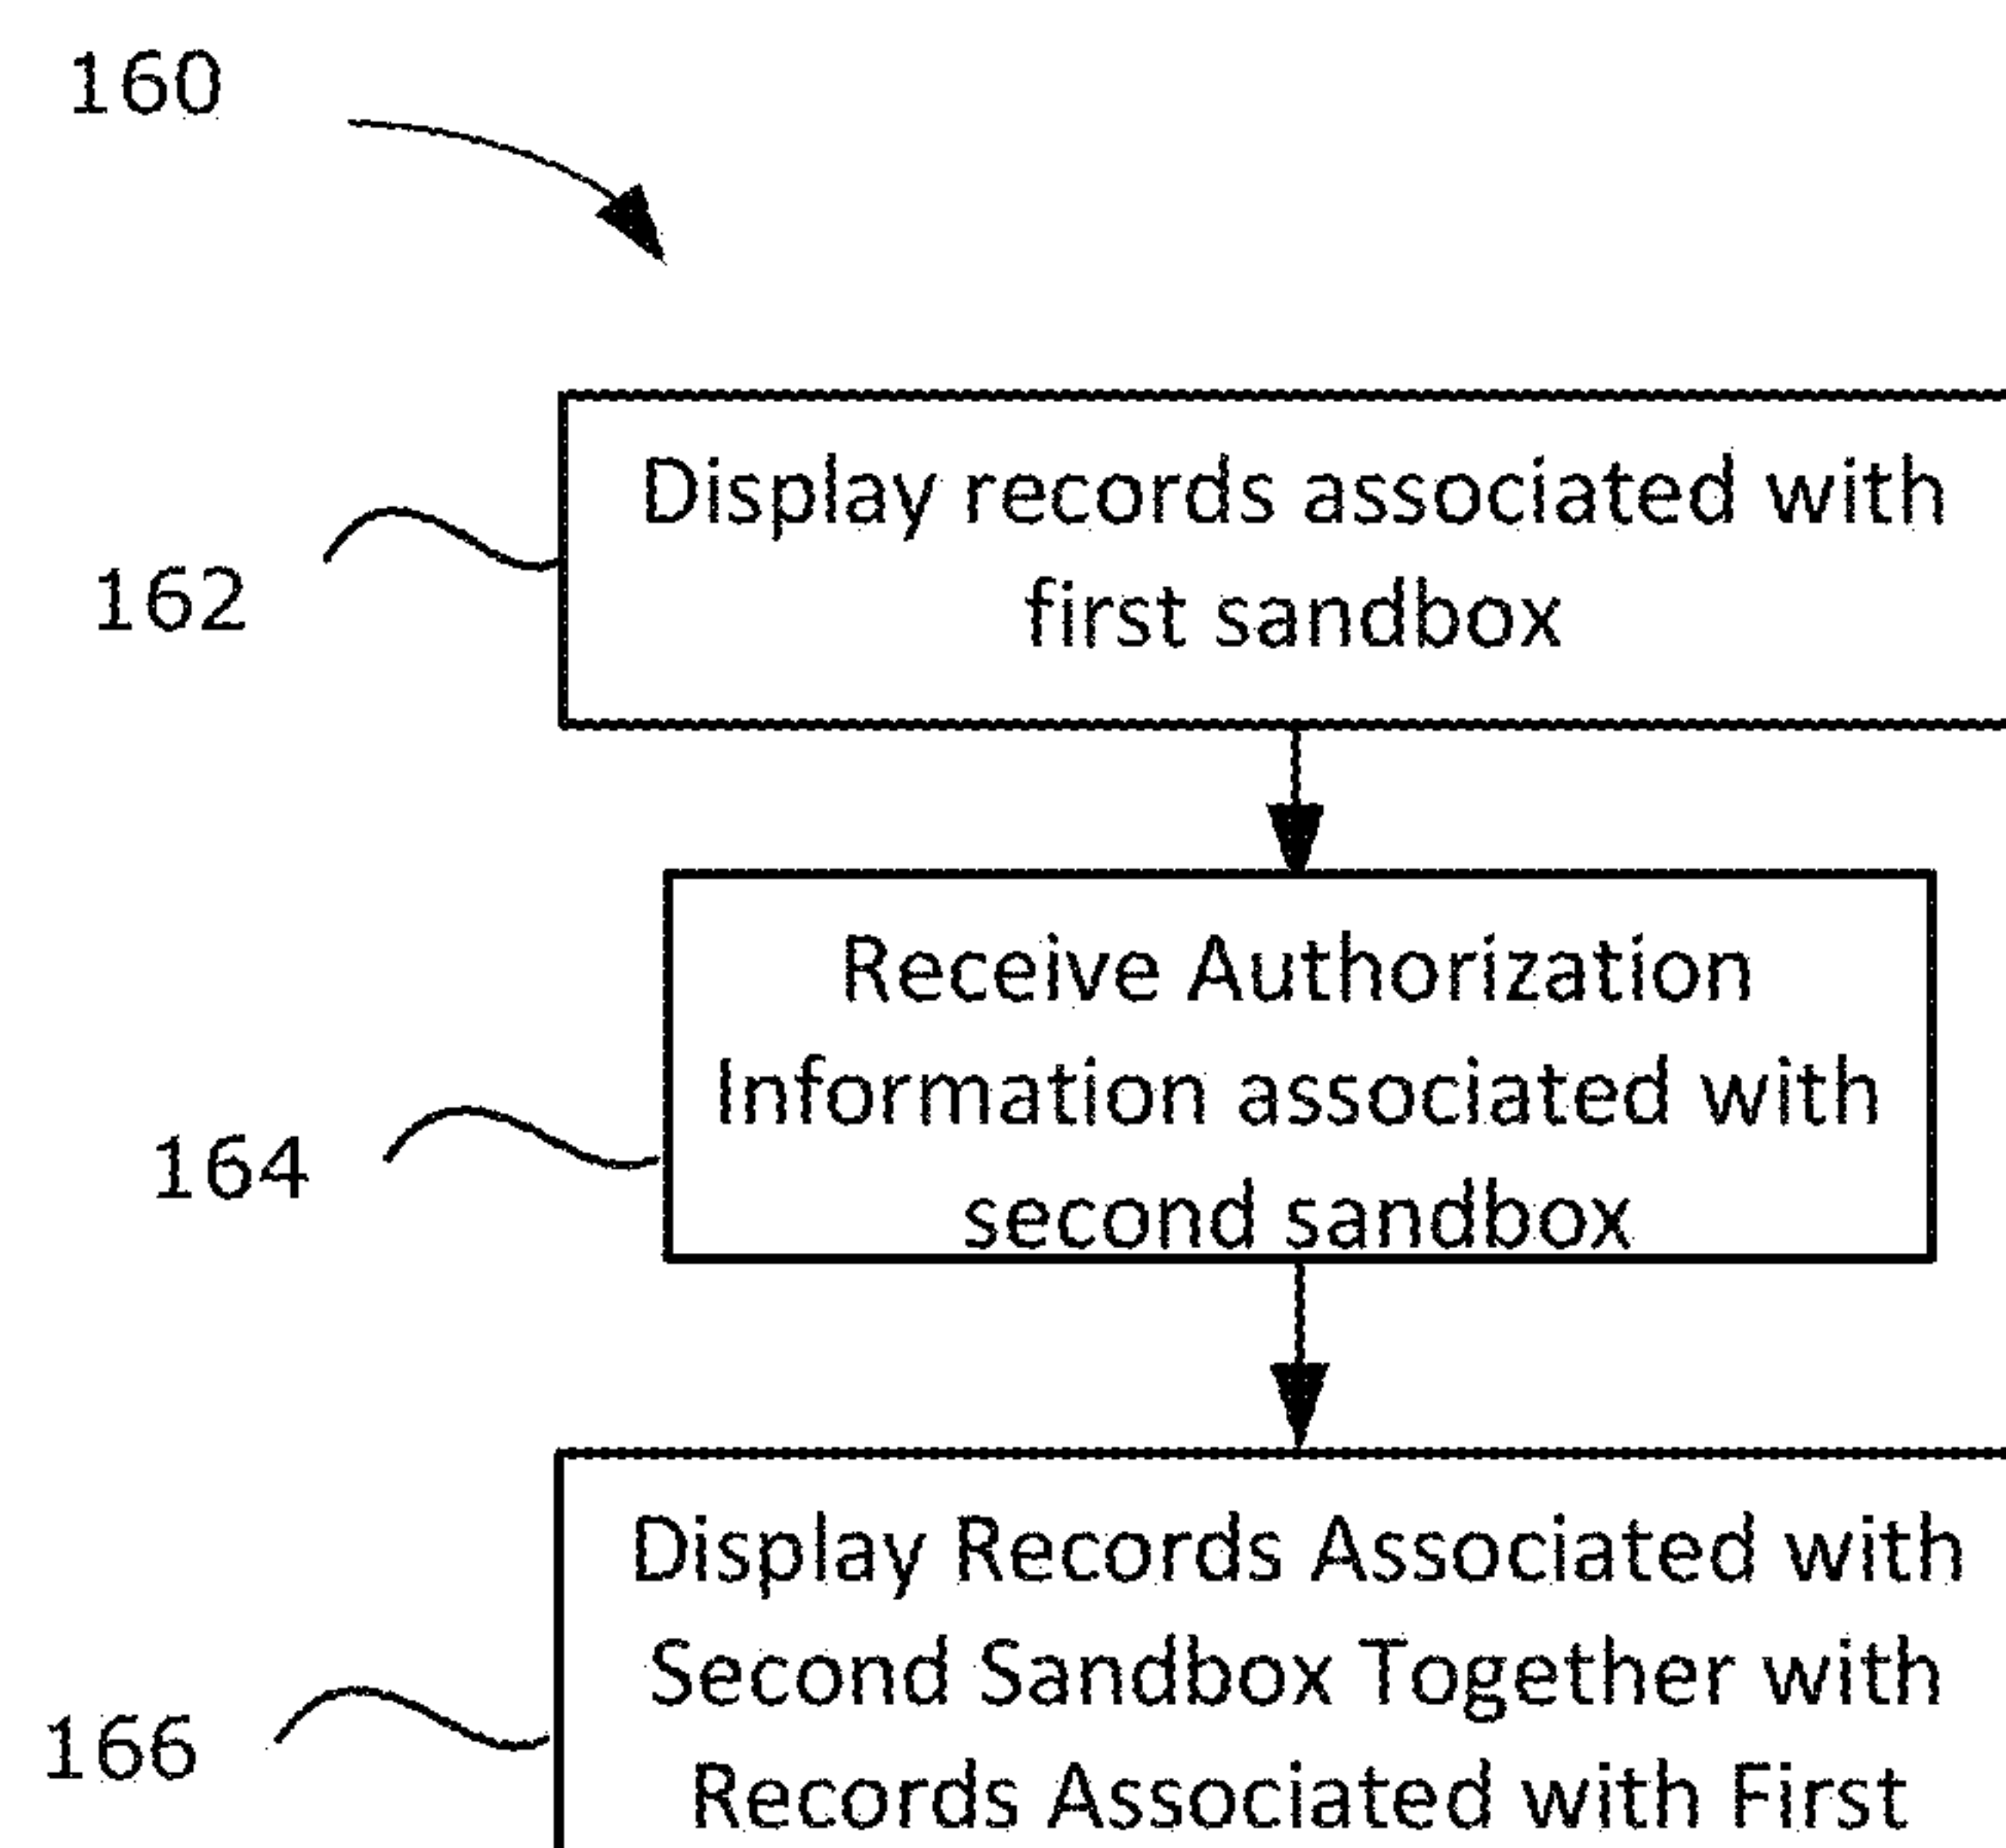 160
162
Display records associated with
first sandbox
164
Receive Authorization
Information associated with
second sandbox
166
Display Records Associated with
Second Sandbox Together with
Records Associated with First